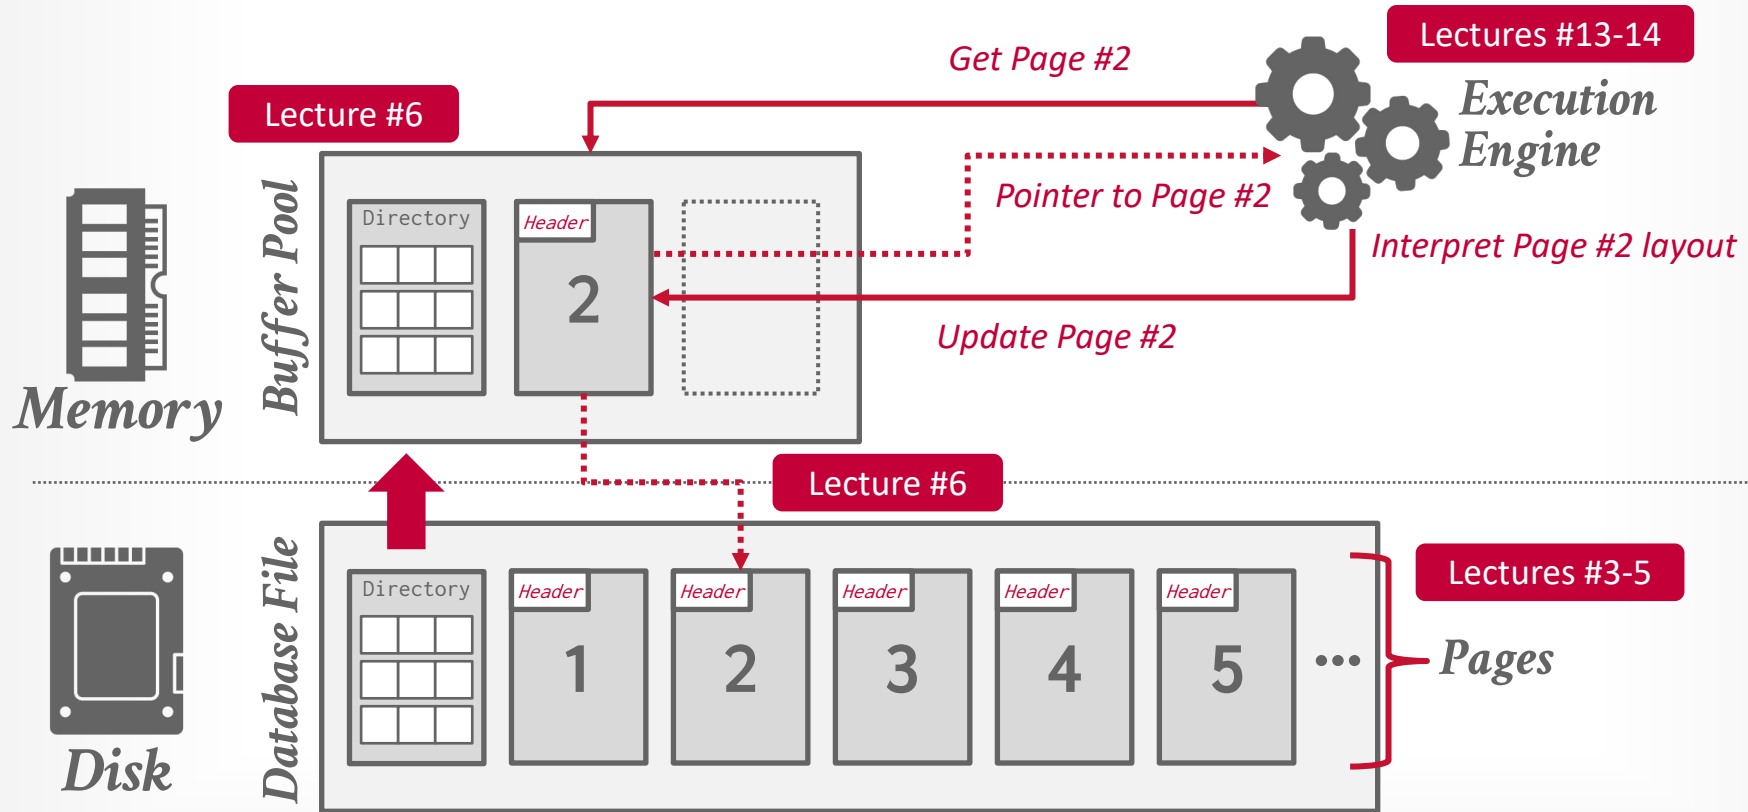 Lectures #13-14
Get Page #2
Execution
Engine
Lecture #6
Buffer Pool
Directory
Header
2
Pointer to Page #2
Interpret Page #2 layout
Update Page #2
Memory
Lecture #6
Database File
Directory
Header
1
Header
2
Header
3
Header
4
Header
5
...
Lectures #3-5
Pages
Disk